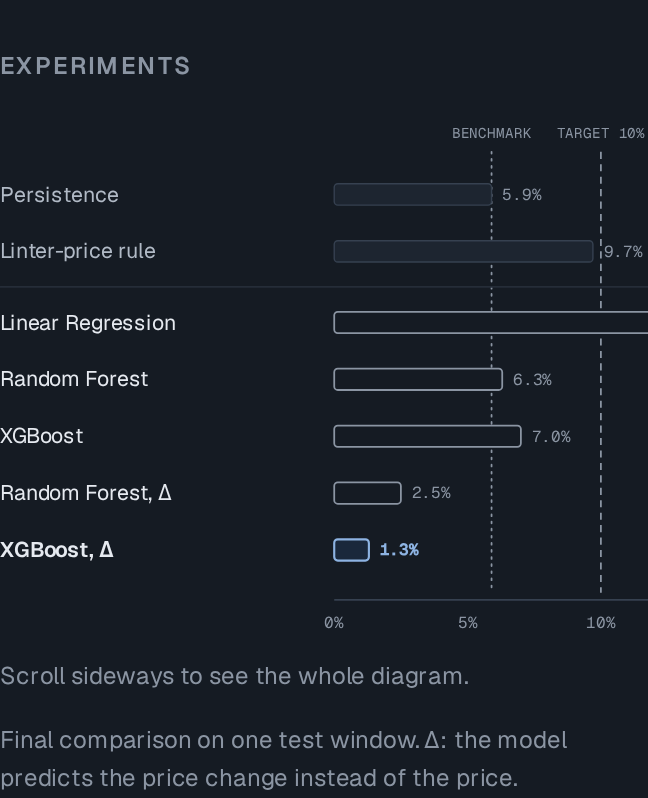 EXPERIMENTS
BENCHMARK TARGET 10%
Persistence 5.9%
Linter-price rule 9.7%
Linear Regression
Random Forest 6.3%
XGBoost 7.0%
Random Forest, Δ 2.5%
XGBoost, Δ 1.3%
0% 5% 10%
Scroll sideways to see the whole diagram.
Final comparison on one test window. Δ: the model
predicts the price change instead of the price.